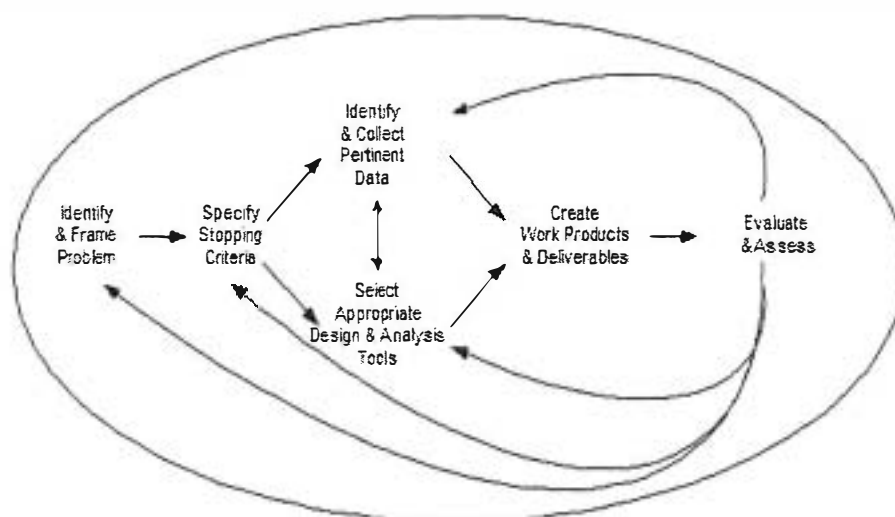 Identify
& Frame
Problem
Specify
Stopping
Criteria
Identify
& Collect
Pertinent
Data
Select
Appropriate
Design & Analysis
Tools
Create
Work Products
& Deliverables
Evaluate
& Assess